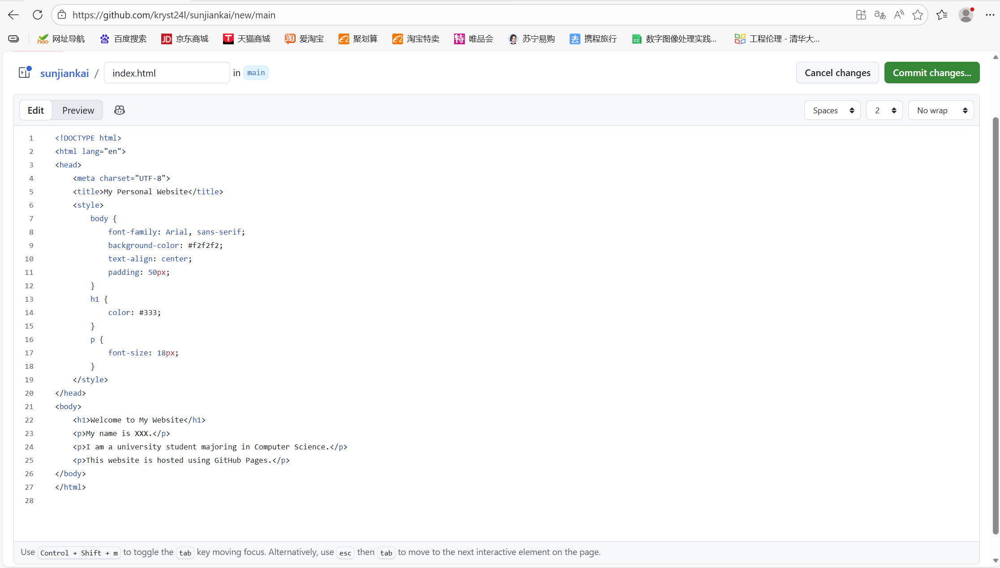 https://github.com/kryst24l/sunjiankai/new/main
网址导航 百度搜索 京东商城 天猫商城 爱淘宝 聚划算 淘宝特卖 唯品会 苏宁易购 携程旅行 数字图像处理实践... 工程伦理 - 清华大...
sunjiankai / index.html in main Cancel changes Commit changes...
Edit Preview Spaces 2 No wrap
1 <!DOCTYPE html>
2 <html lang="en">
3 <head>
4     <meta charset="UTF-8">
5     <title>My Personal Website</title>
6     <style>
7         body {
8             font-family: Arial, sans-serif;
9             background-color: #f2f2f2;
10             text-align: center;
11             padding: 50px;
12         }
13         h1 {
14             color: #333;
15         }
16         p {
17             font-size: 18px;
18         }
19     </style>
20 </head>
21 <body>
22     <h1>Welcome to My Website</h1>
23     <p>My name is XXX.</p>
24     <p>I am a university student majoring in Computer Science.</p>
25     <p>This website is hosted using GitHub Pages.</p>
26 </body>
27 </html>
28
Use Control + Shift + m to toggle the tab key moving focus. Alternatively, use esc then tab to move to the next interactive element on the page.